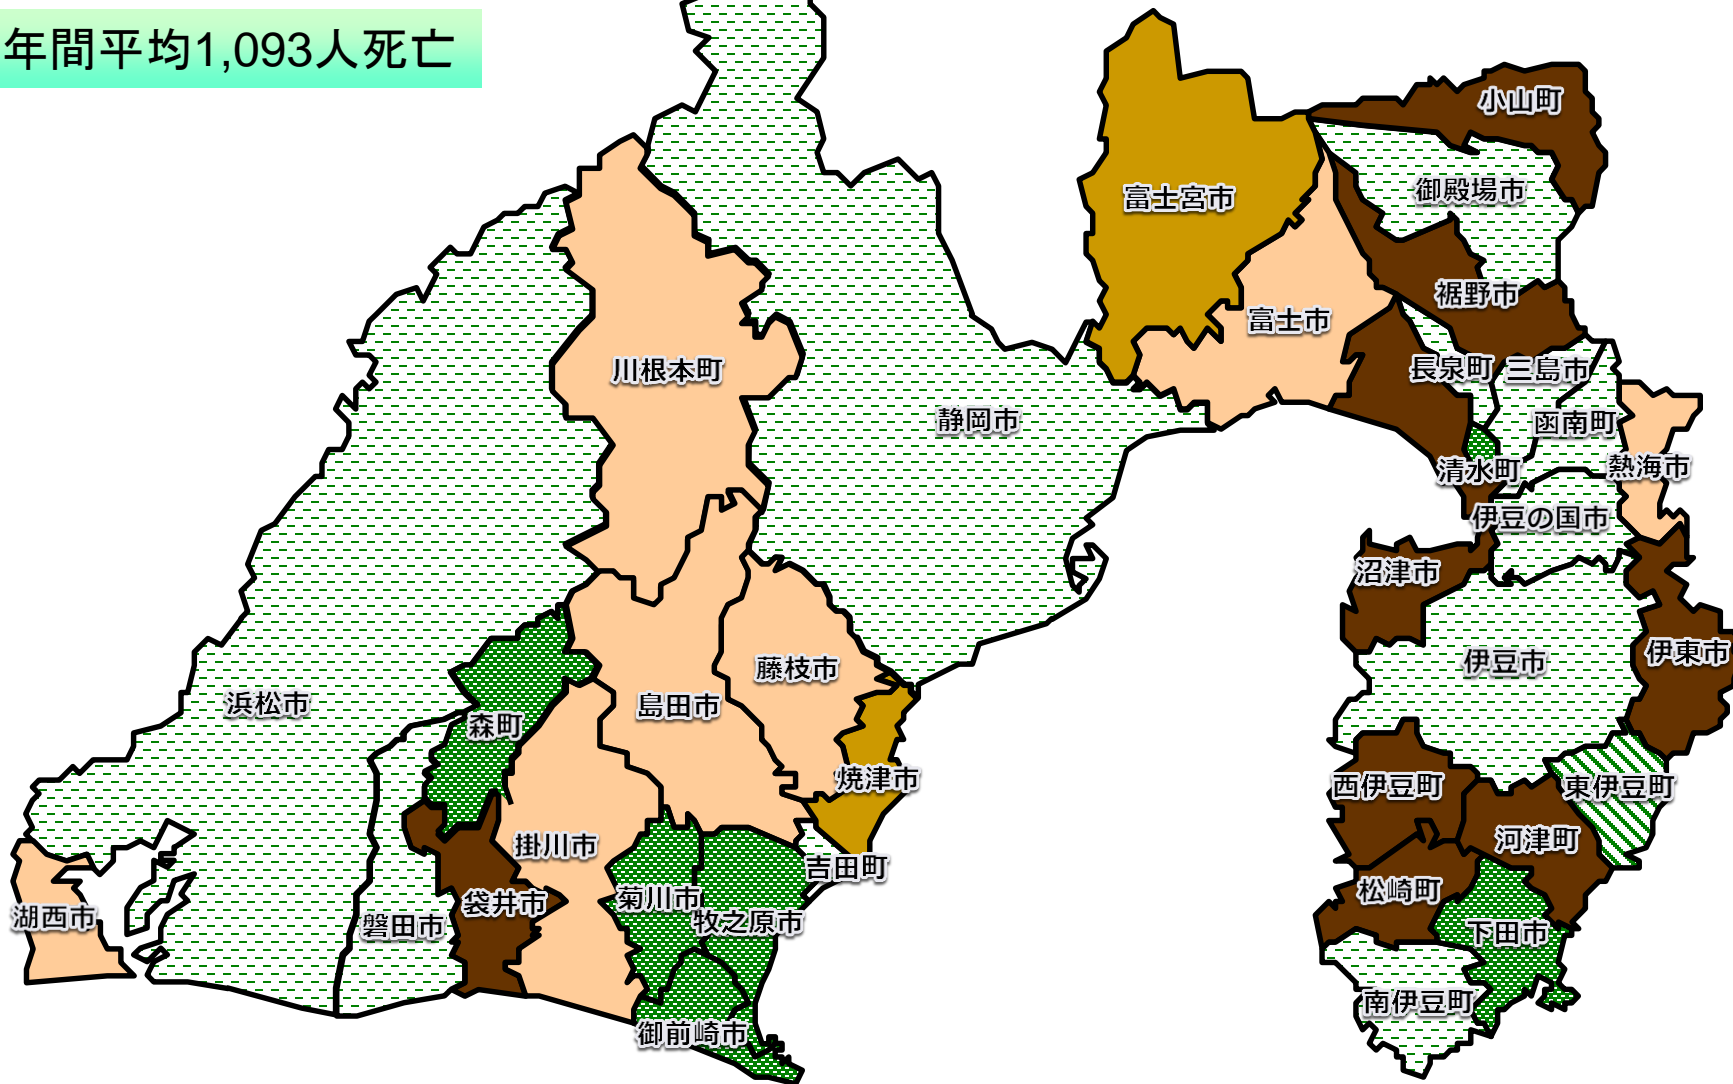 年間平均1,093人死亡
小山町
御殿場市
富士宮市
裾野市
富士市
長泉町
三島市
川根本町
静岡市
函南町
熱海市
清水町
伊豆の国市
沼津市
伊東市
伊豆市
藤枝市
島田市
浜松市
森町
焼津市
西伊豆町
東伊豆町
河津町
掛川市
吉田町
松崎町
菊川市
袋井市
牧之原市
湖西市
磐田市
下田市
南伊豆町
御前崎市